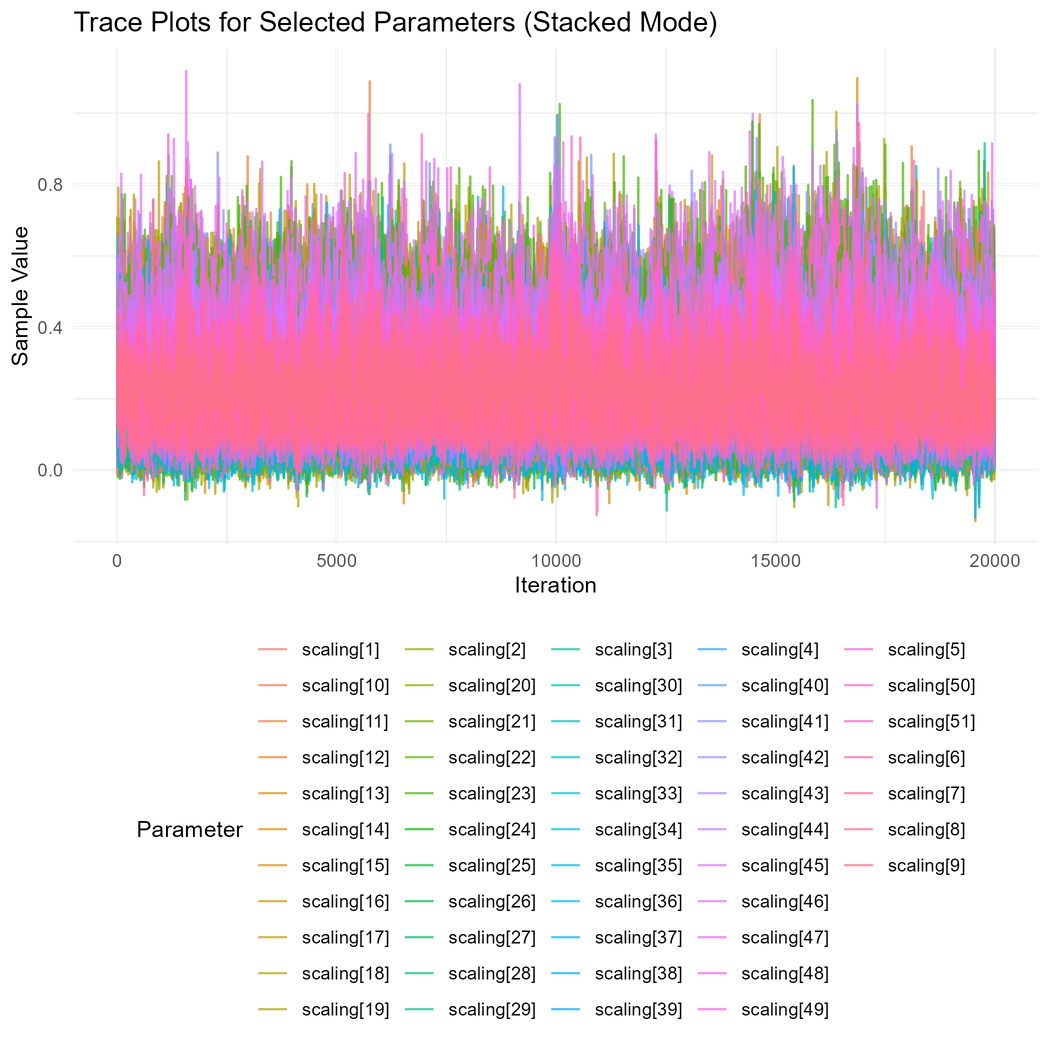 Trace Plots for Selected Parameters (Stacked Mode)
Sample Value
0.8
0.4
0.0
0 5000 10000 15000 20000
Iteration
Parameter
scaling[1] scaling[2] scaling[3] scaling[4] scaling[5]
scaling[10] scaling[20] scaling[30] scaling[40] scaling[50]
scaling[11] scaling[21] scaling[31] scaling[41] scaling[51]
scaling[12] scaling[22] scaling[32] scaling[42] scaling[6]
scaling[13] scaling[23] scaling[33] scaling[43] scaling[7]
scaling[14] scaling[24] scaling[34] scaling[44] scaling[8]
scaling[15] scaling[25] scaling[35] scaling[45] scaling[9]
scaling[16] scaling[26] scaling[36] scaling[46]
scaling[17] scaling[27] scaling[37] scaling[47]
scaling[18] scaling[28] scaling[38] scaling[48]
scaling[19] scaling[29] scaling[39] scaling[49]